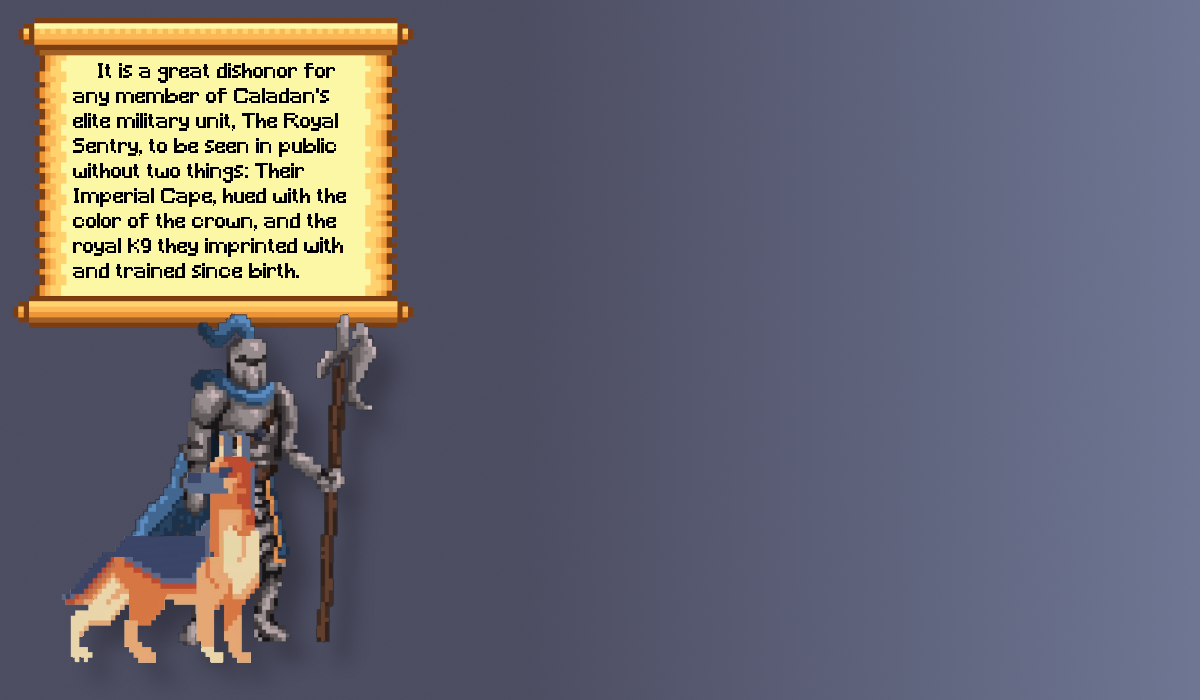 It is a great dishonor for
any member of Caladan's
elite military unit, The Royal
Sentry, to be seen in public
without two things: Their
Imperial Cape, hued with the
color of the crown, and the
royal K9 they imprinted with
and trained since birth.